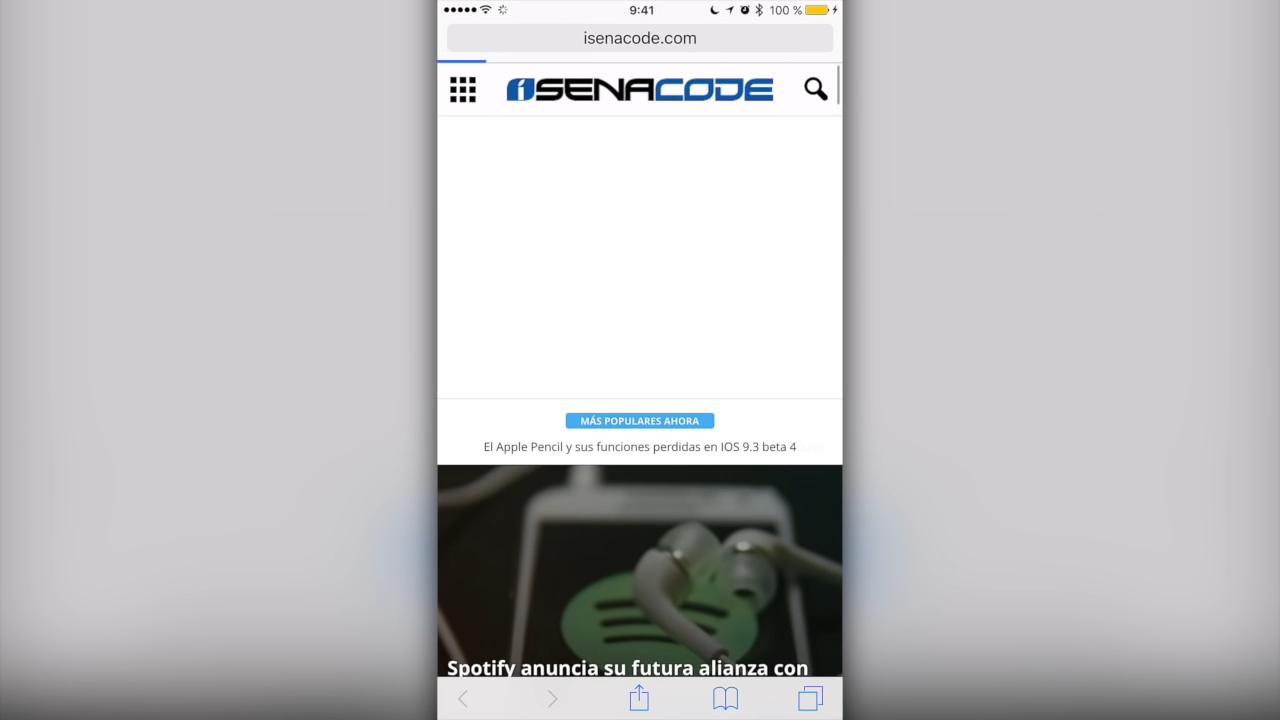 9:41
100 %
isenacode.com
iSENACODE
MÁS POPULARES AHORA
El Apple Pencil y sus funciones perdidas en IOS 9.3 beta 4
Spotify anuncia su futura alianza con